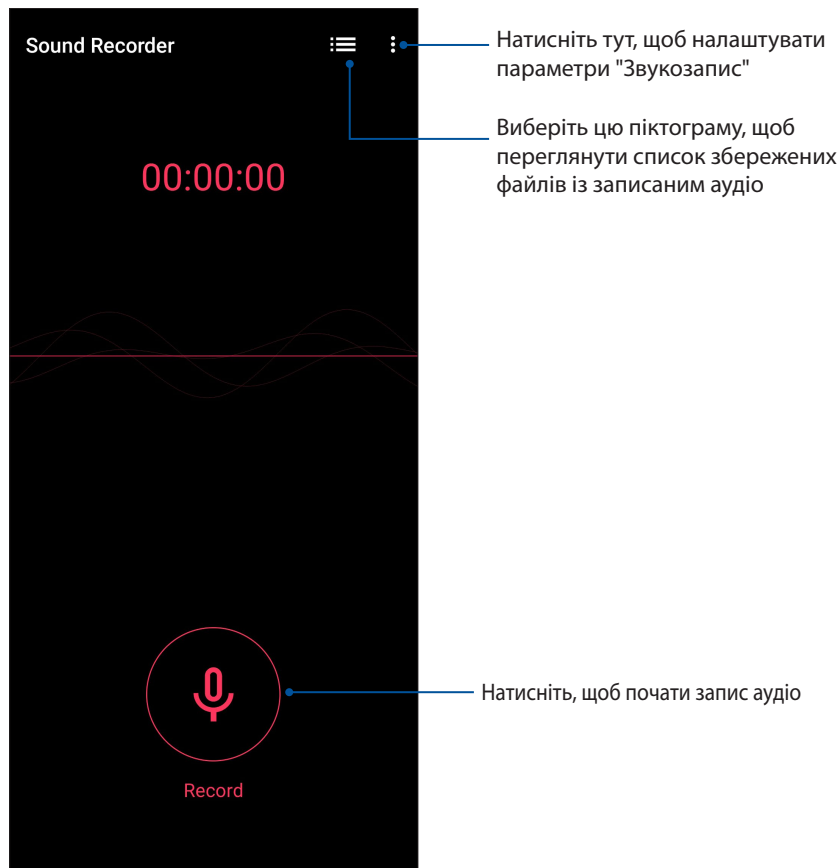 Sound Recorder
Натисніть тут, щоб налаштувати
параметри "Звукозапис"
Виберіть цю піктограму, щоб
переглянути список збережених
файлів із записаним аудіо
00:00:00
Натисніть, щоб почати запис аудіо
Record